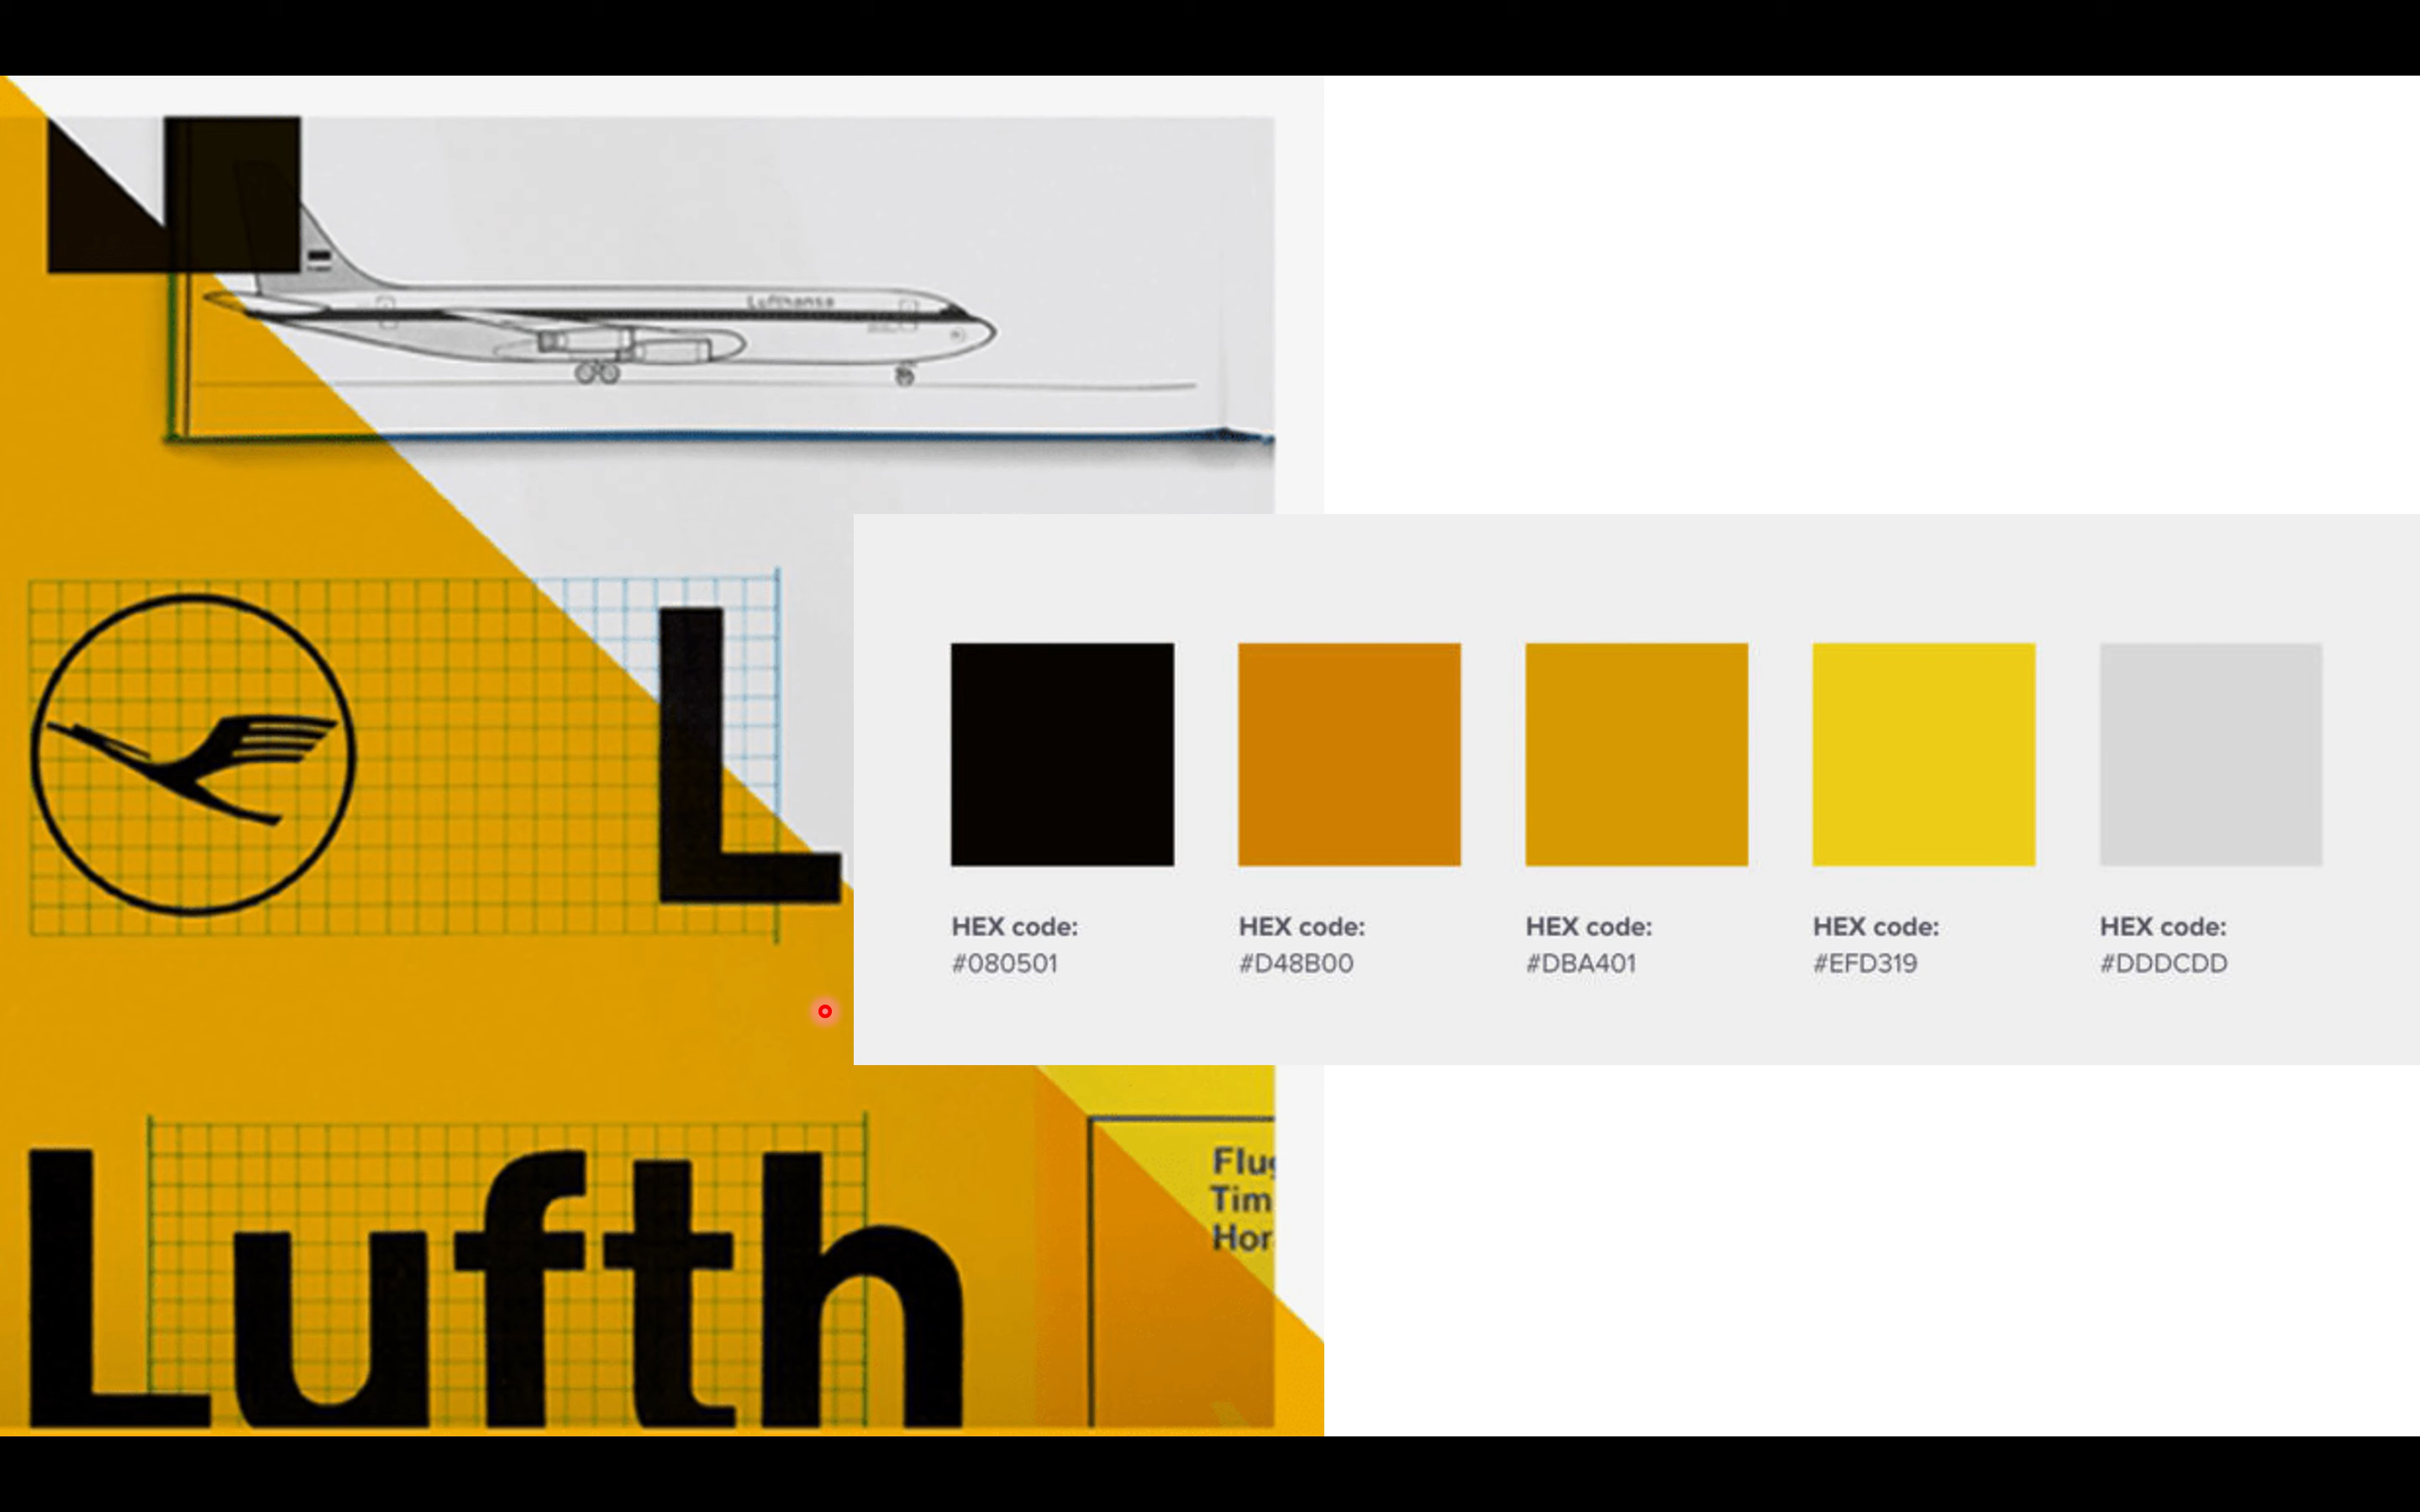 Lufthansa
L
HEX code:
#080501
HEX code:
#D48B00
HEX code:
#DBA401
HEX code:
#EFD319
HEX code:
#DDDCDD
Lufth
Flug
Tim
Hor